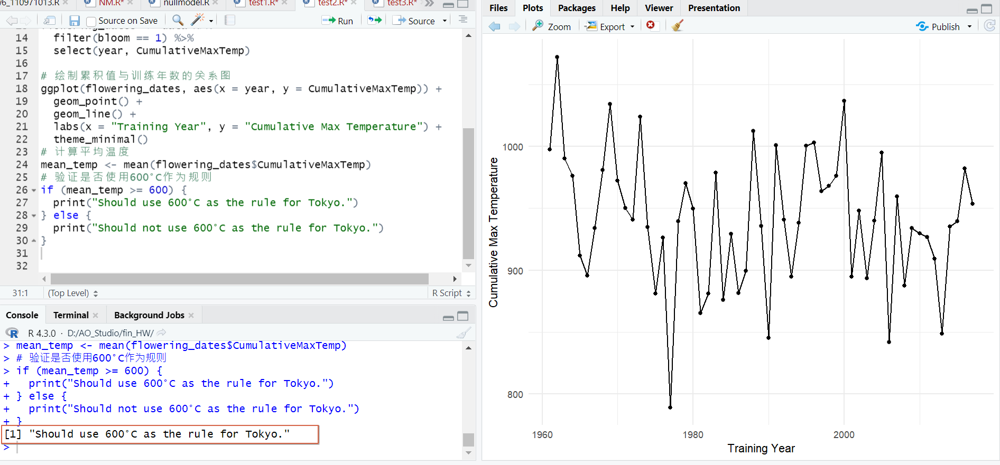 6_110971013.R
NM.R*
nullmodel.R
test1.R*
test2.R*
test3.R*
Source on Save
Run
Source
14   filter(bloom == 1) %>%
15   select(year, CumulativeMaxTemp)
16
17 # 绘制累积值与训练年数的关系图
18 ggplot(flowering_dates, aes(x = year, y = CumulativeMaxTemp)) +
19   geom_point() +
20   geom_line() +
21   labs(x = "Training Year", y = "Cumulative Max Temperature") +
22   theme_minimal()
23 # 计算平均温度
24 mean_temp <- mean(flowering_dates$CumulativeMaxTemp)
25 # 验证是否使用600°C作为规则
26 if (mean_temp >= 600) {
27   print("Should use 600°C as the rule for Tokyo.")
28 } else {
29   print("Should not use 600°C as the rule for Tokyo.")
30 }
31
32
31:1
(Top Level)
R Script
Console
Terminal
Background Jobs
R 4.3.0 · D:/AO_Studio/fin_HW/
> mean_temp <- mean(flowering_dates$CumulativeMaxTemp)
> # 验证是否使用600°C作为规则
> if (mean_temp >= 600) {
+   print("Should use 600°C as the rule for Tokyo.")
+ } else {
+   print("Should not use 600°C as the rule for Tokyo.")
+ }
[1] "Should use 600°C as the rule for Tokyo."
>
Files
Plots
Packages
Help
Viewer
Presentation
Zoom
Export
Publish
Cumulative Max Temperature
1000
900
800
1960
1980
2000
Training Year